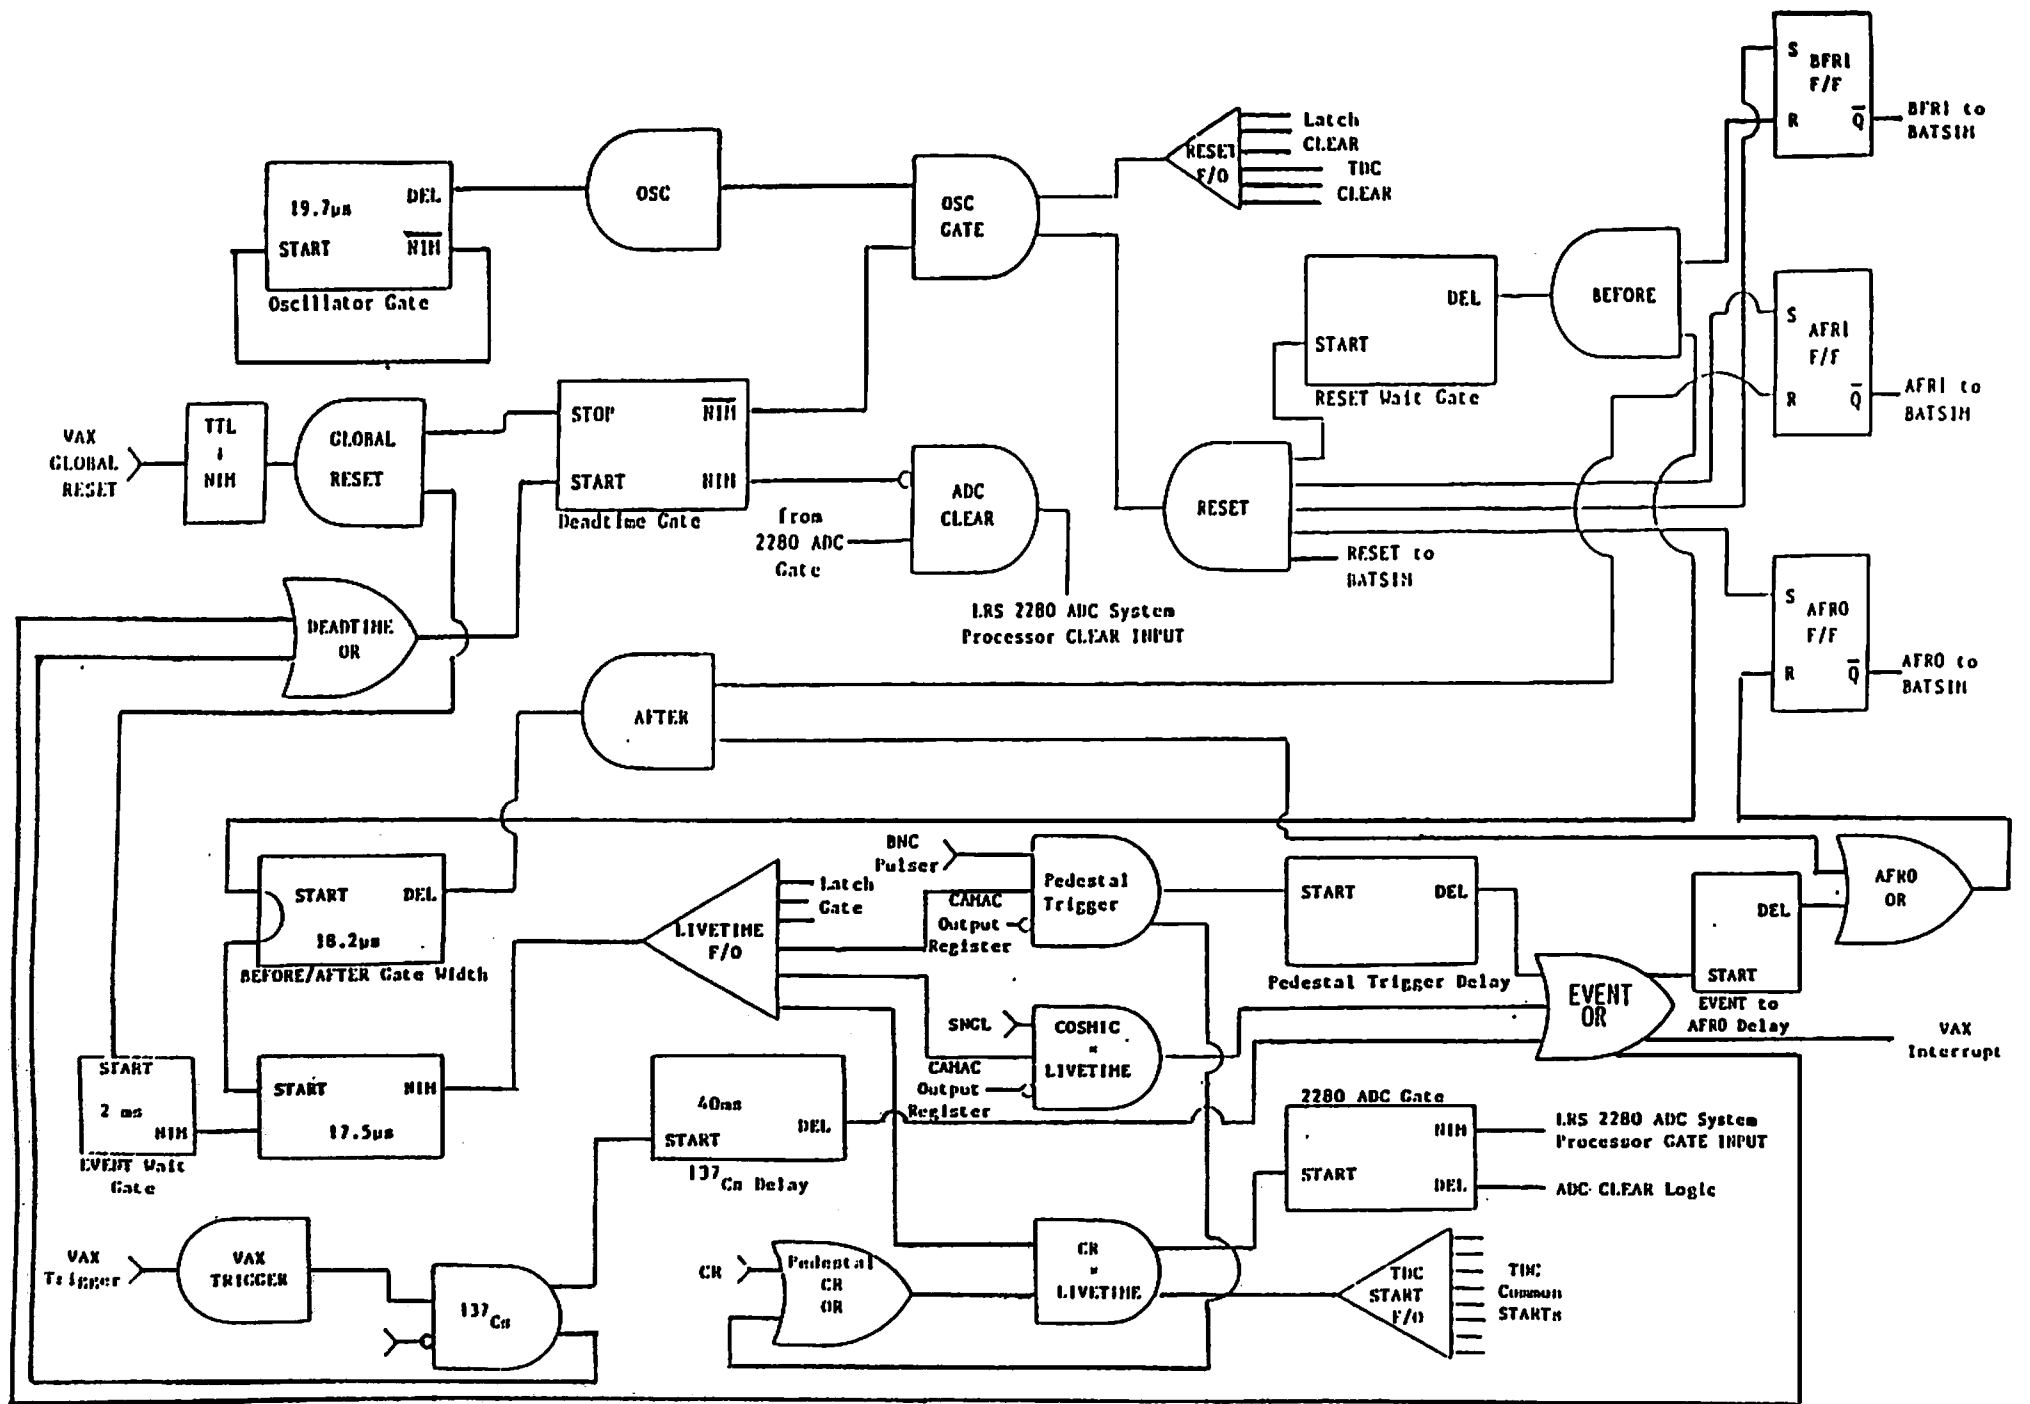 S
BFR1
F/F
R
Q
BFR1 to
BATSIM
Latch
CLEAR
RESET
F/O
TDC
CLEAR
OSC
OSC
GATE
19.7µs
DEL
START
NIM
Oscillator Gate
BEFORE
DEL
START
RESET Wait Gate
S
AFR1
F/F
R
Q
AFR1 to
BATSIM
VAX
GLOBAL
RESET
TTL
↓
NIM
GLOBAL
RESET
STOP
NIM
START
NIM
Deadtime Gate
from
2280 ADC
Gate
ADC
CLEAR
LRS 2280 ADC System
Processor CLEAR INPUT
RESET
RESET to
BATSIM
S
AFRO
F/F
R
Q
AFRO to
BATSIM
DEADTIME
OR
AFTER
START
DEL
18.2µs
BEFORE/AFTER Gate Width
LIVETIME
F/O
Latch
Gate
BNC
Pulser
CAMAC
Output
Register
Pedestal
Trigger
START
DEL
Pedestal Trigger Delay
EVENT
OR
DEL
START
EVENT to
AFRO Delay
AFRO
OR
VAX
Interrupt
SNGL
COSMIC
*
LIVETIME
CAMAC
Output
Register
START
2 ms
NIM
EVENT Wait
Gate
START
NIM
17.5µs
40ms
DEL
START
137Cs Delay
2280 ADC Gate
NIM
START
DEL
LRS 2280 ADC System
Processor GATE INPUT
ADC CLEAR Logic
VAX
Trigger
VAX
TRIGGER
137Cs
CR
Pedestal
CR
OR
CR
*
LIVETIME
TDC
START
F/O
TDC
Common
STARTs